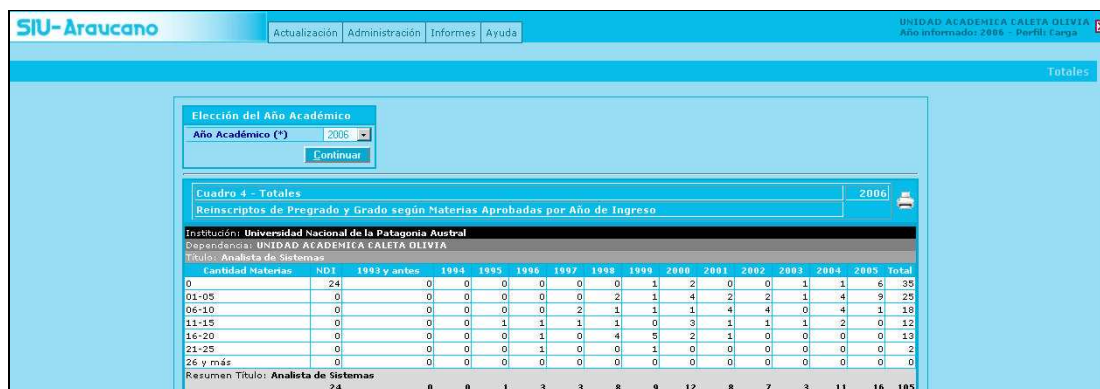 SIU-Araucano
Actualización Administración Informes Ayuda
UNIDAD ACADEMICA CALETA OLIVIA
Año informado: 2006 - Perfil: Carga
Totales
Elección del Año Académico
Año Académico (*) 2006
Continuar
Cuadro 4 - Totales 2006
Reinscriptos de Pregrado y Grado según Materias Aprobadas por Año de Ingreso
Institución: Universidad Nacional de la Patagonia Austral
Dependencia: UNIDAD ACADEMICA CALETA OLIVIA
Título: Analista de Sistemas
Cantidad Materias NDI 1993 y antes 1994 1995 1996 1997 1998 1999 2000 2001 2002 2003 2004 2005 Total
0 24 0 0 0 0 0 0 1 2 0 0 1 1 6 35
01-05 0 0 0 0 0 0 2 1 4 2 2 1 4 9 25
06-10 0 0 0 0 0 2 1 1 1 4 4 0 4 1 18
11-15 0 0 0 1 1 1 1 0 3 1 1 1 2 0 12
16-20 0 0 0 0 1 0 4 5 2 1 0 0 0 0 13
21-25 0 0 0 0 1 0 0 1 0 0 0 0 0 0 2
26 y más 0 0 0 0 0 0 0 0 0 0 0 0 0 0 0
Resumen Título: Analista de Sistemas
24 0 0 1 3 3 8 9 12 8 7 3 11 16 105